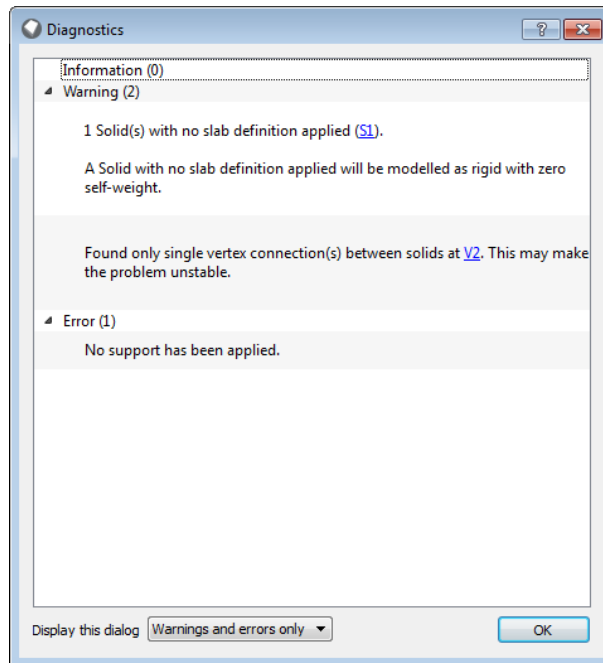 Diagnostics
Information (0)
Warning (2)
1 Solid(s) with no slab definition applied (S1).
A Solid with no slab definition applied will be modelled as rigid with zero
self-weight.
Found only single vertex connection(s) between solids at V2. This may make
the problem unstable.
Error (1)
No support has been applied.
Display this dialog Warnings and errors only OK